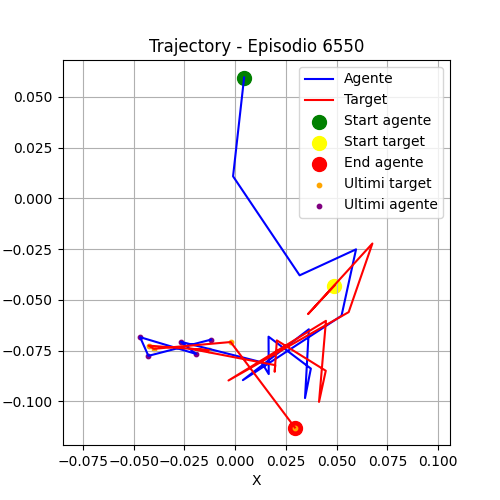 Trajectory - Episodio 6550
Agente
Target
Start agente
Start target
End agente
Ultimi target
Ultimi agente
0.050
0.025
0.000
−0.025
−0.050
−0.075
−0.100
−0.075 −0.050 −0.025 0.000 0.025 0.050 0.075 0.100
X